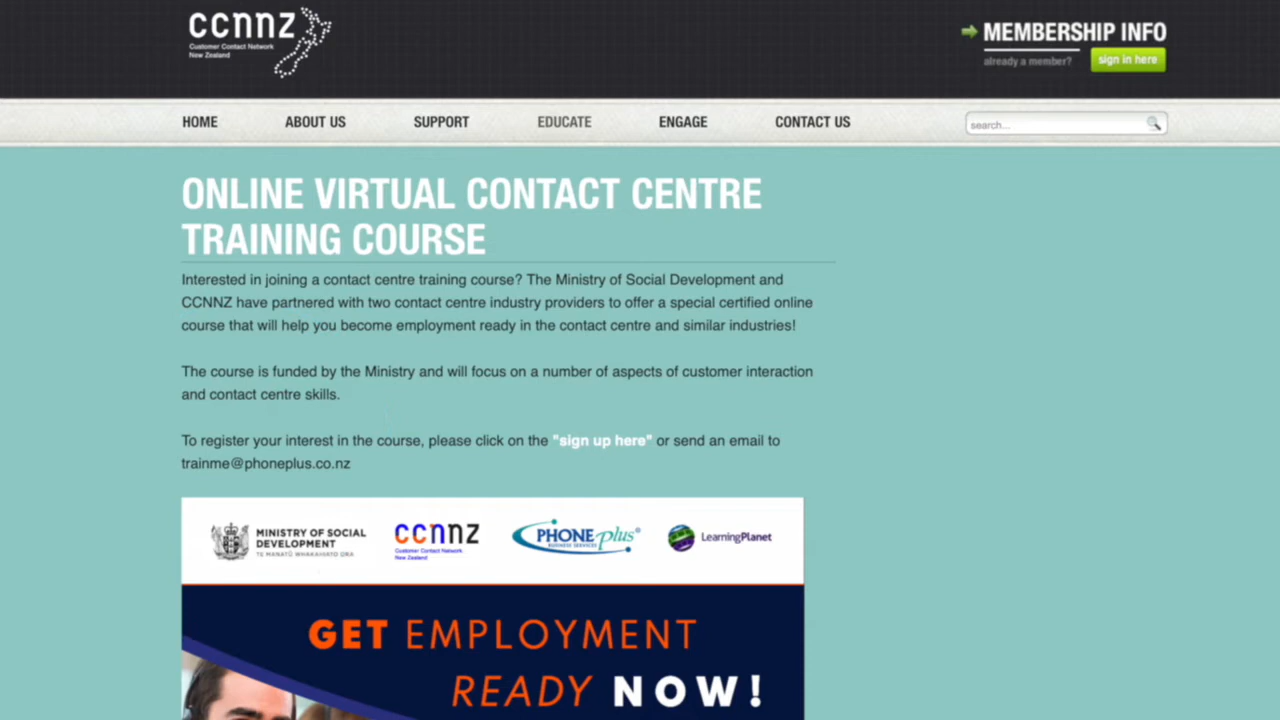 ccnnz
Customer Contact Network
New Zealand
MEMBERSHIP INFO
already a member?
sign in here
HOME
ABOUT US
SUPPORT
EDUCATE
ENGAGE
CONTACT US
search...
ONLINE VIRTUAL CONTACT CENTRE
TRAINING COURSE
Interested in joining a contact centre training course? The Ministry of Social Development and
CCNNZ have partnered with two contact centre industry providers to offer a special certified online
course that will help you become employment ready in the contact centre and similar industries!
The course is funded by the Ministry and will focus on a number of aspects of customer interaction
and contact centre skills.
To register your interest in the course, please click on the "sign up here" or send an email to
trainme@phoneplus.co.nz
MINISTRY OF SOCIAL
DEVELOPMENT
TE MANATŪ WHAKAHIATO ORA
ccnnz
Customer Contact Network
New Zealand
PHONE plus®
BUSINESS SERVICES
LearningPlanet
GET EMPLOYMENT
READY NOW!